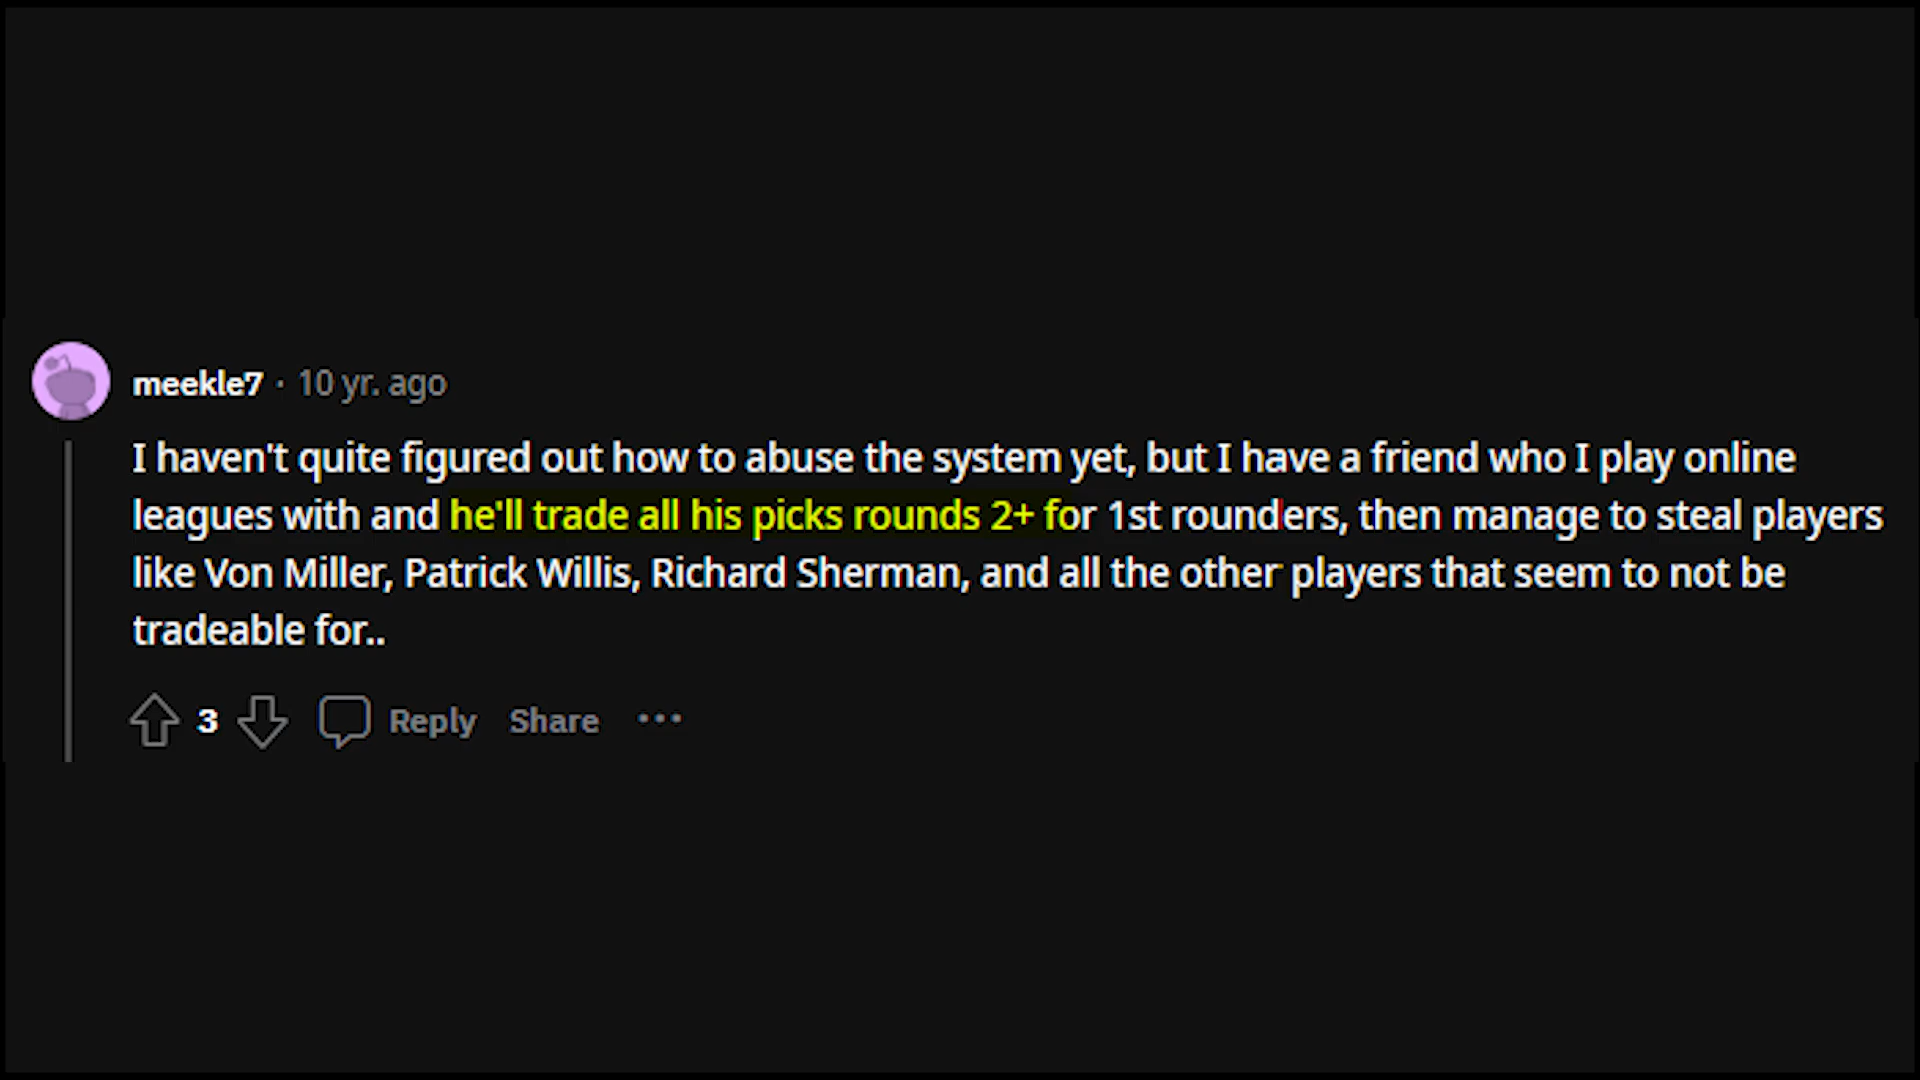 meekle7 · 10 yr. ago
I haven't quite figured out how to abuse the system yet, but I have a friend who I play online
leagues with and he'll trade all his picks rounds 2+ for 1st rounders, then manage to steal players
like Von Miller, Patrick Willis, Richard Sherman, and all the other players that seem to not be
tradeable for..
3 Reply Share ...